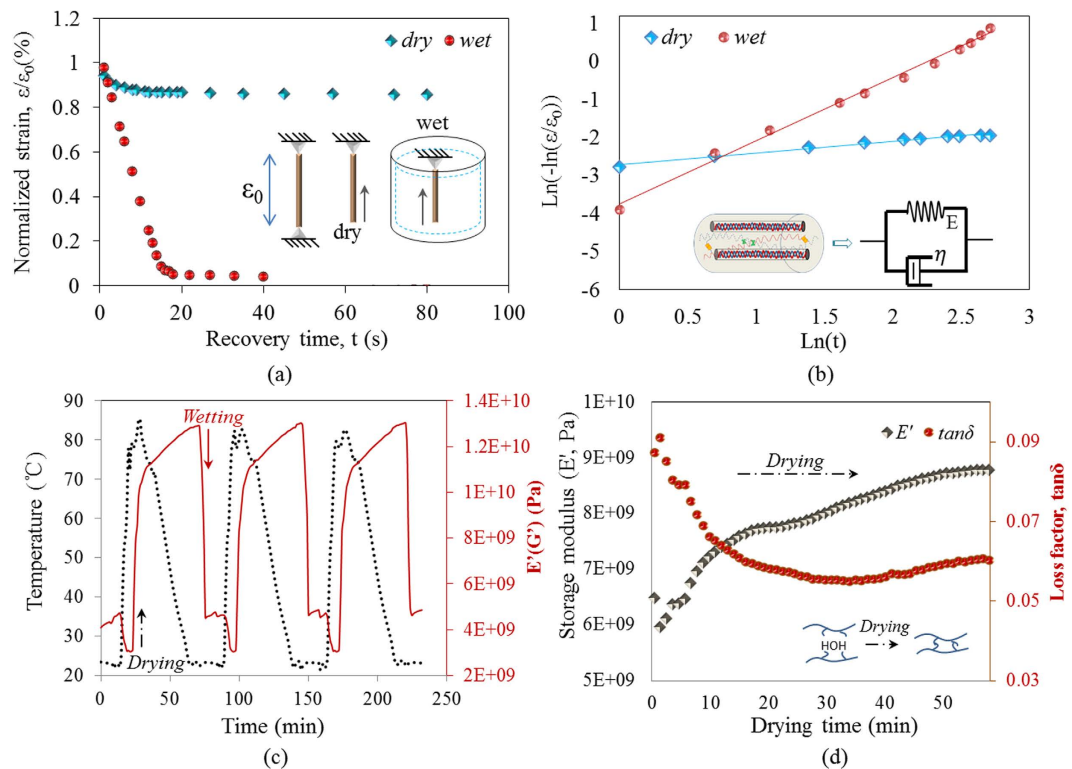 Normalized strain, ε/ε0(%)
1.2
1
0.8
0.6
0.4
0.2
0
dry wet
wet
ε0
dry
0 20 40 60 80 100
Recovery time, t (s)
(a)
Ln(-ln(ε/ε0))
1
0
-1
-2
-3
-4
-5
-6
dry wet
E
η
0 0.5 1 1.5 2 2.5 3
Ln(t)
(b)
Temperature (℃)
90
80
70
60
50
40
30
20
Wetting
Drying
1.4E+10
1.2E+10
1E+10
8E+09
6E+09
4E+09
2E+09
E'(G') (Pa)
0 50 100 150 200 250
Time (min)
(c)
Storage modulus (E', Pa)
1E+10
9E+09
8E+09
7E+09
6E+09
5E+09
E' tanδ
Drying
Drying
HOH
0.09
0.07
0.05
0.03
Loss factor, tanδ
0 10 20 30 40 50
Drying time (min)
(d)